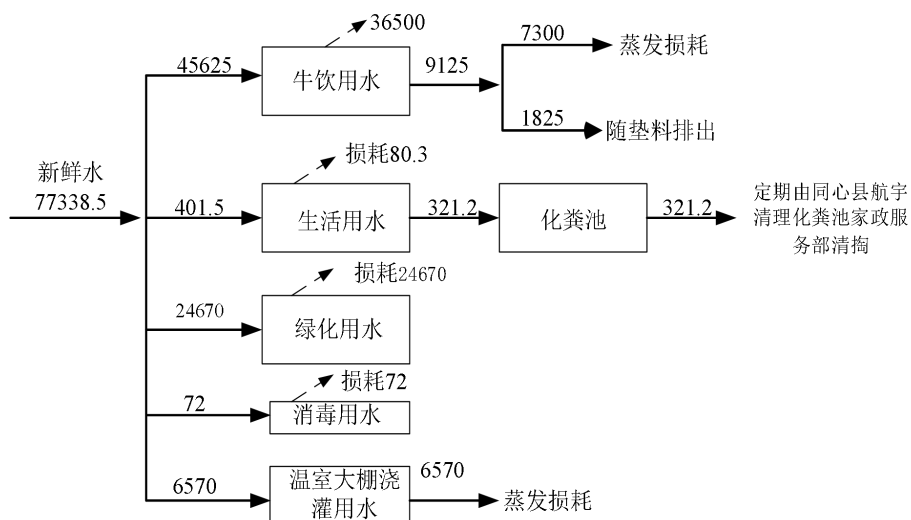 36500
7300
蒸发损耗
45625
牛饮用水
9125
1825
随垫料排出
损耗80.3
新鲜水
77338.5
401.5
生活用水
321.2
化粪池
321.2
定期由同心县航宇
清理化粪池家政服
务部清掏
损耗24670
24670
绿化用水
损耗72
72
消毒用水
6570
温室大棚浇
灌用水
6570
蒸发损耗